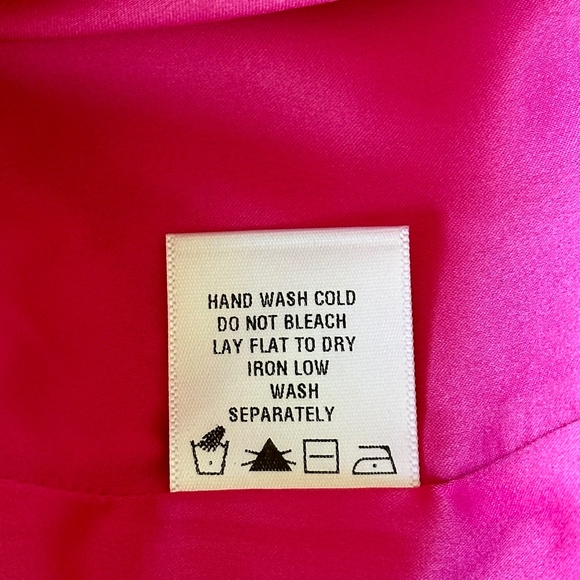 HAND WASH COLD
DO NOT BLEACH
LAY FLAT TO DRY
IRON LOW
WASH
SEPARATELY